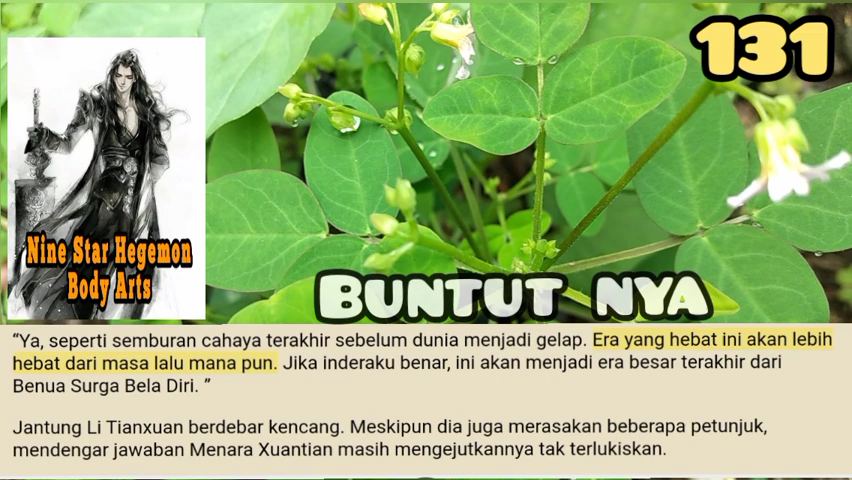 131
Nine Star Hegemon
Body Arts
BUNTUT NYA
“Ya, seperti semburan cahaya terakhir sebelum dunia menjadi gelap. Era yang hebat ini akan lebih
hebat dari masa lalu mana pun. Jika inderaku benar, ini akan menjadi era besar terakhir dari
Benua Surga Bela Diri. ”
Jantung Li Tianxuan berdebar kencang. Meskipun dia juga merasakan beberapa petunjuk,
mendengar jawaban Menara Xuantian masih mengejutkannya tak terlukiskan.